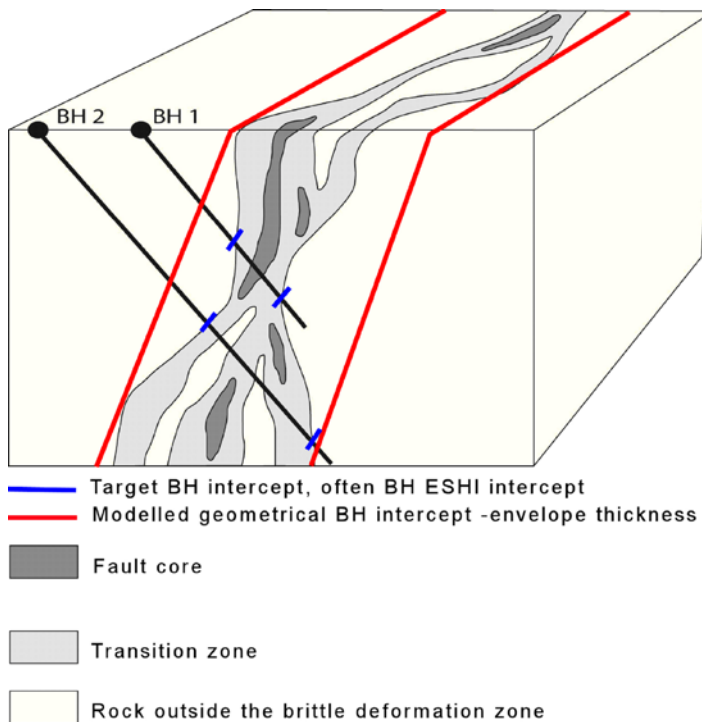 BH 2 BH 1
Target BH intercept, often BH ESHI intercept
Modelled geometrical BH intercept -envelope thickness
Fault core
Transition zone
Rock outside the brittle deformation zone